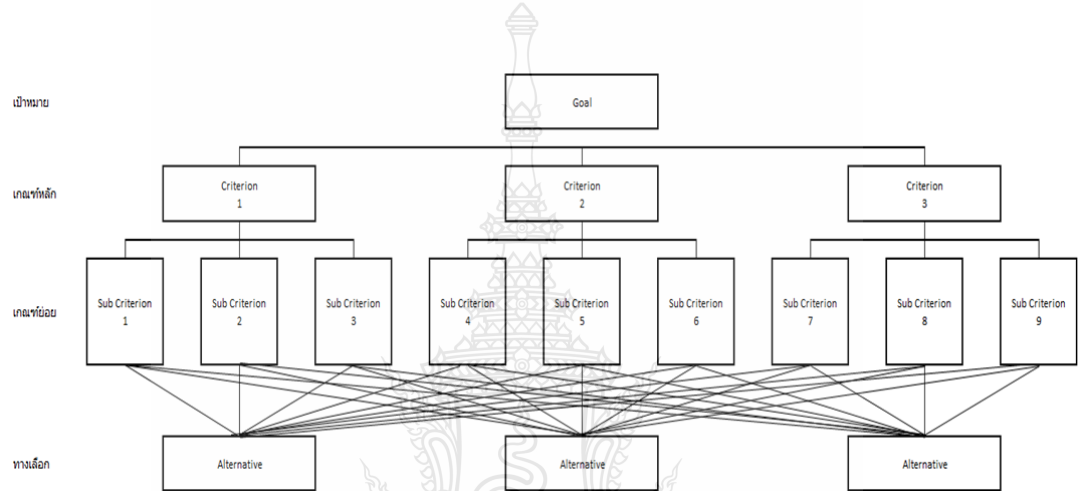 เป้าหมาย
Goal
เกณฑ์หลัก
Criterion
1
Criterion
2
Criterion
3
เกณฑ์ย่อย
Sub Criterion
1
Sub Criterion
2
Sub Criterion
3
Sub Criterion
4
Sub Criterion
5
Sub Criterion
6
Sub Criterion
7
Sub Criterion
8
Sub Criterion
9
ทางเลือก
Alternative
Alternative
Alternative